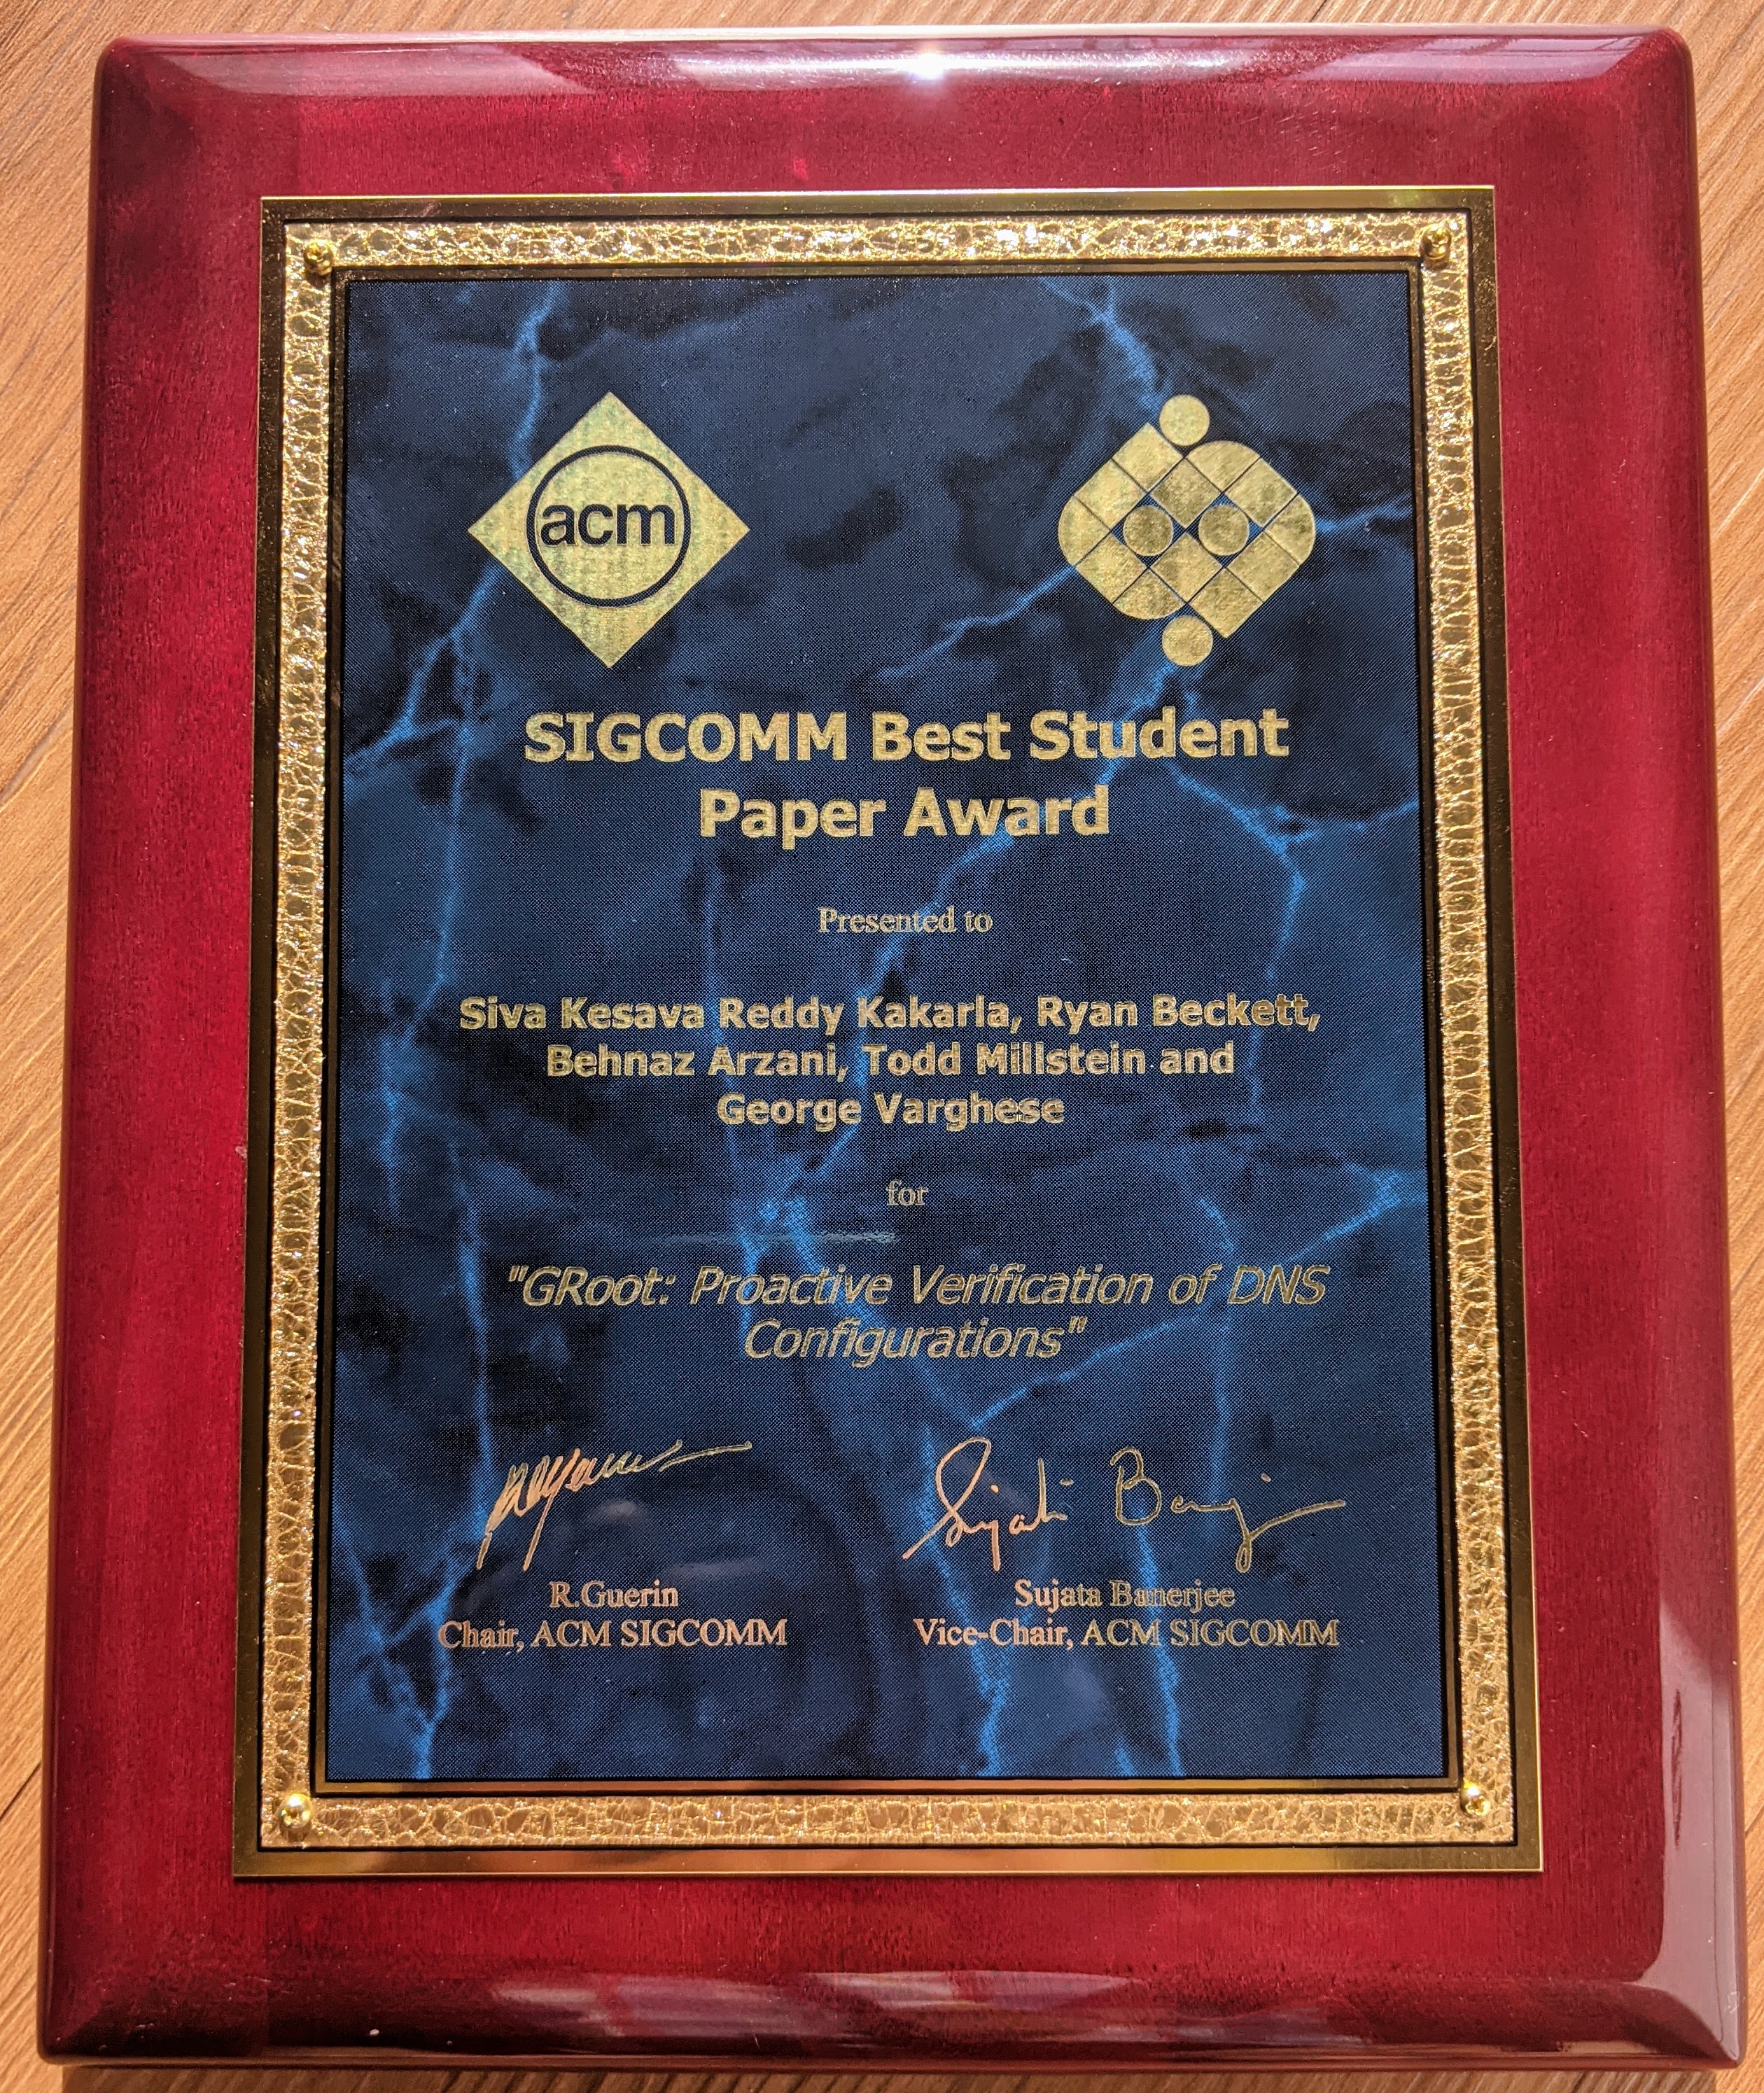 acm
SIGCOMM Best Student
Paper Award
Presented to
Siva Kesava Reddy Kakarla, Ryan Beckett,
Behnaz Arzani, Todd Millstein and
George Varghese
for
"GRoot: Proactive Verification of DNS
Configurations"
R.Guerin
Chair, ACM SIGCOMM
Sujata Banerjee
Vice-Chair, ACM SIGCOMM